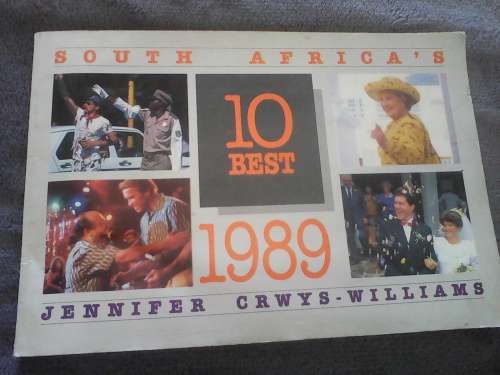 SOUTH AFRICA'S
10
BEST
1989
JENNIFER CRWYS-WILLIAMS